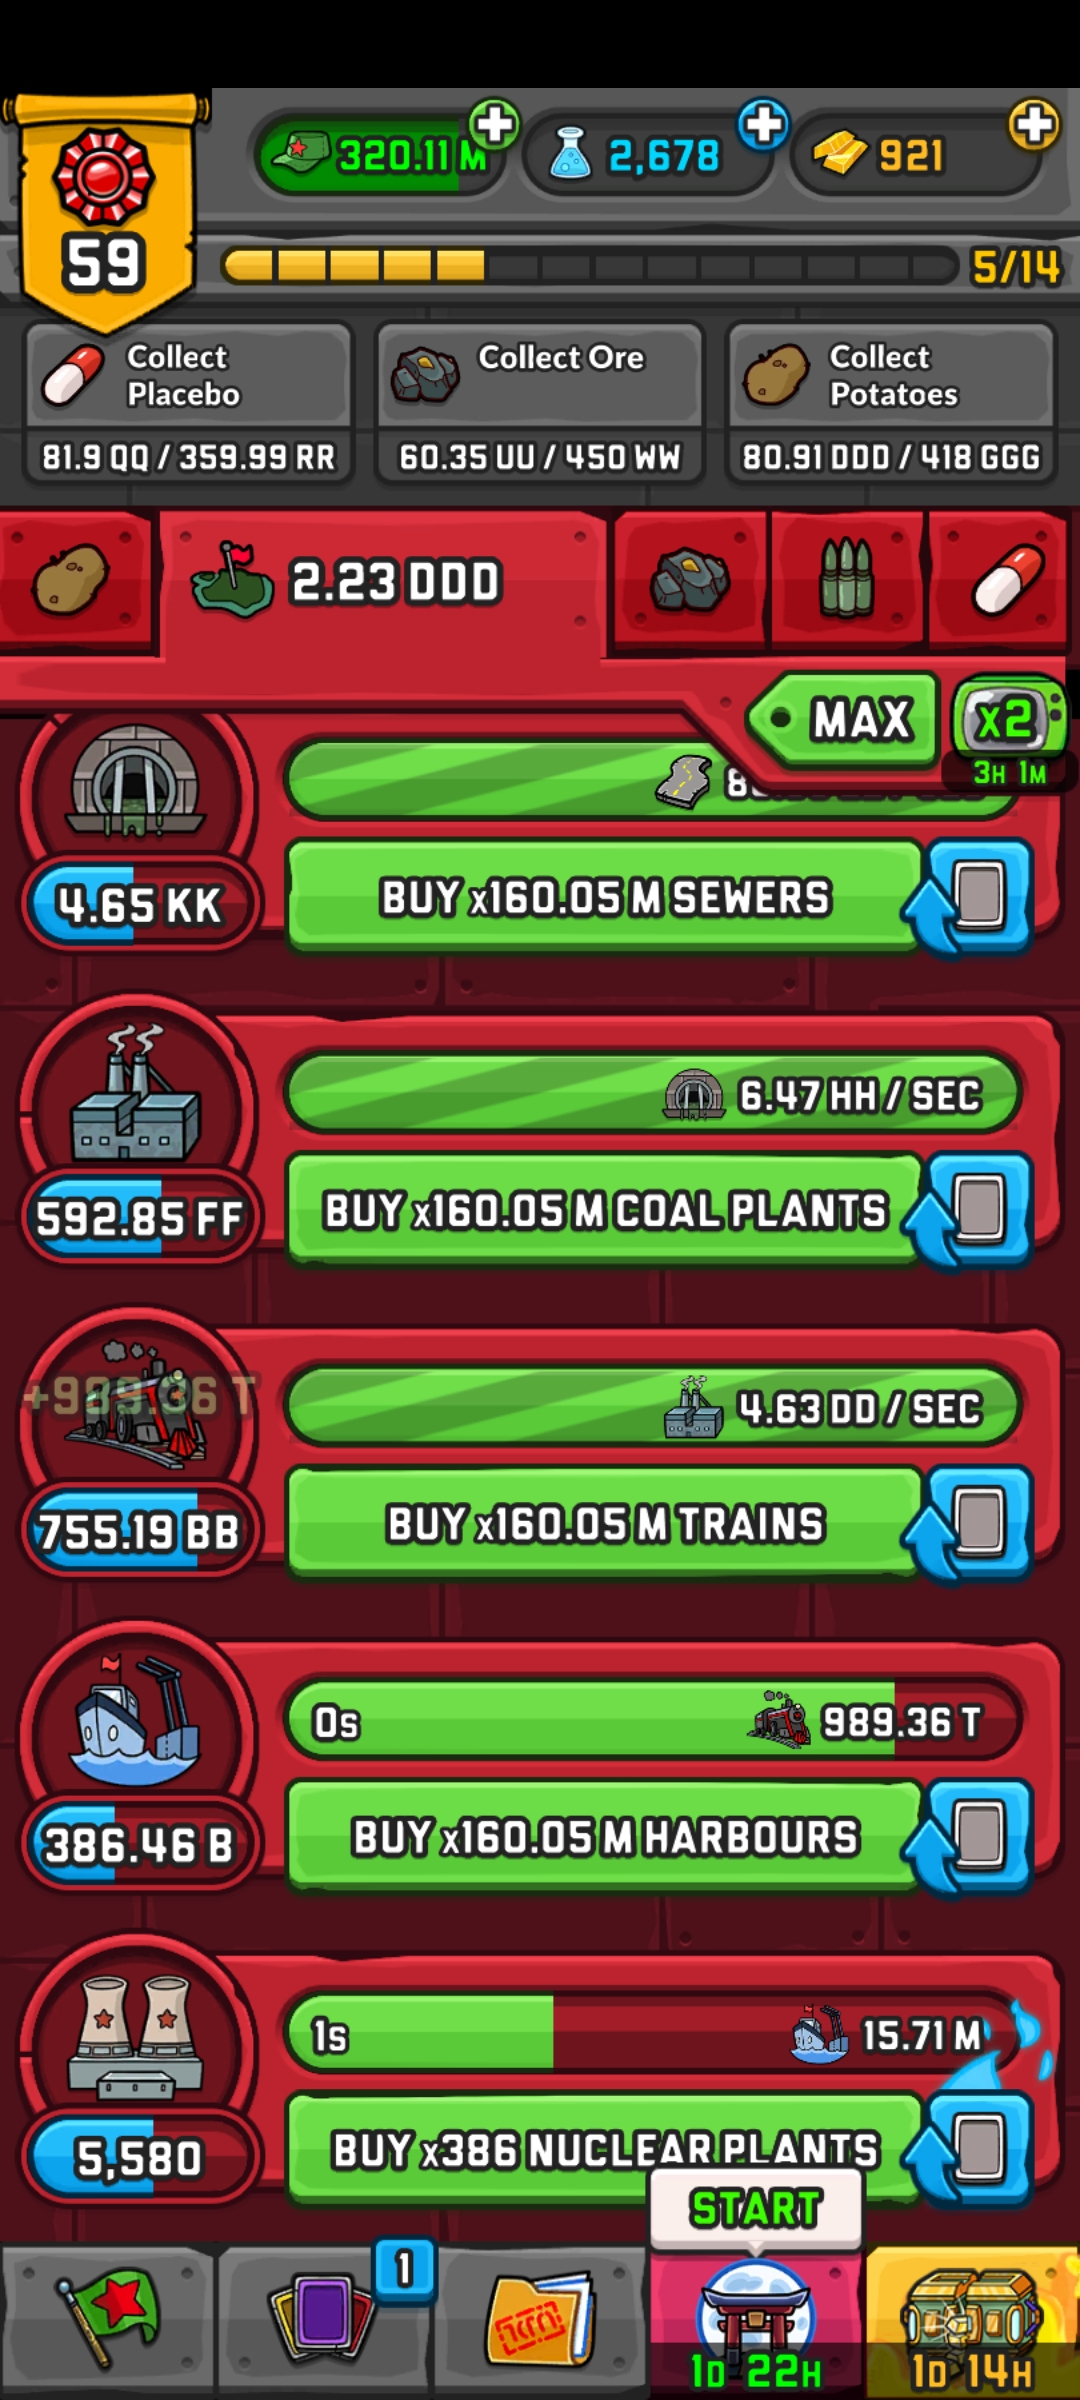 320.11 M
2,678
921
59
5/14
Collect
Placebo
81.9 QQ / 359.99 RR
Collect Ore
60.35 UU / 450 WW
Collect
Potatoes
80.91 DDD / 418 GGG
2.23 DDD
MAX
x2
3H 1M
4.65 KK
BUY x160.05 M SEWERS
6.47 HH / SEC
592.85 FF
BUY x160.05 M COAL PLANTS
+989.36 T
4.63 DD / SEC
755.19 BB
BUY x160.05 M TRAINS
0s
989.36 T
386.46 B
BUY x160.05 M HARBOURS
1s
15.71 M
5,580
BUY x386 NUCLEAR PLANTS
START
1
1D 22H
1D 14H